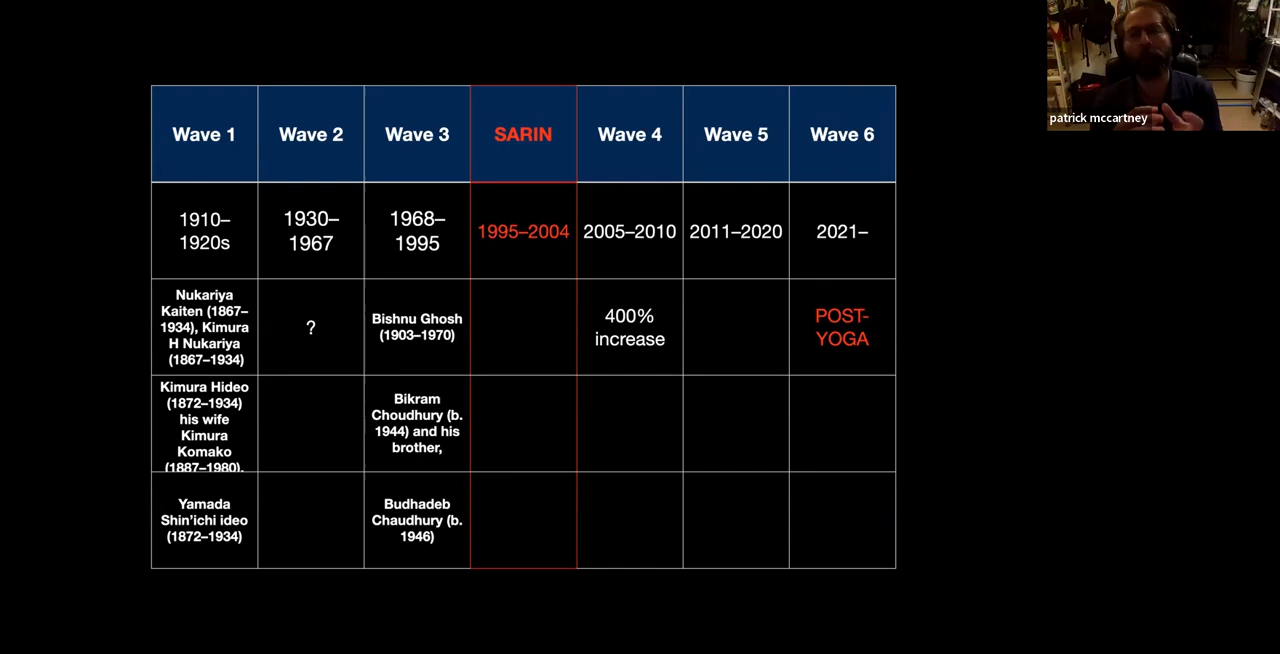 Wave 1
Wave 2
Wave 3
SARIN
Wave 4
Wave 5
Wave 6
1910–
1920s
1930–
1967
1968–
1995
1995–2004
2005–2010
2011–2020
2021–
Nukariya
Kaiten (1867–
1934), Kimura
H Nukariya
(1867–1934)
?
Bishnu Ghosh
(1903–1970)
400%
increase
POST-
YOGA
Kimura Hideo
(1872–1934)
his wife
Kimura
Komako
(1887–1980),
Bikram
Choudhury (b.
1944) and his
brother,
Yamada
Shin’ichi ideo
(1872–1934)
Budhadeb
Chaudhury (b.
1946)
patrick mccartney